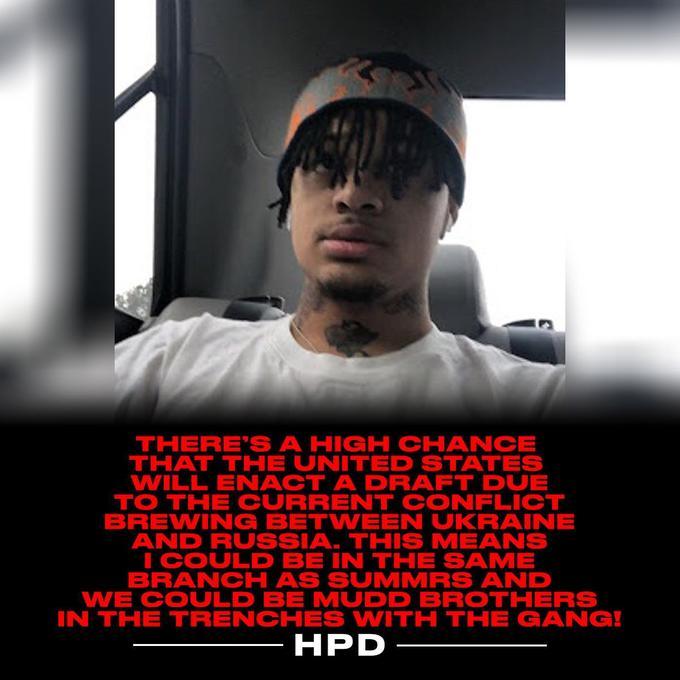 THERE'S A HIGH CHANCE
THAT THE UNITED STATES
WILL ENACT A DRAFT DUE
TO THE CURRENT CONFLICT
BREWING BETWEEN UKRAINE
AND RUSSIA. THIS MEANS
I COULD BE IN THE SAME
BRANCH AS SUMMRS AND
WE COULD BE MUDD BROTHERS
IN THE TRENCHES WITH THE GANG!
HPD